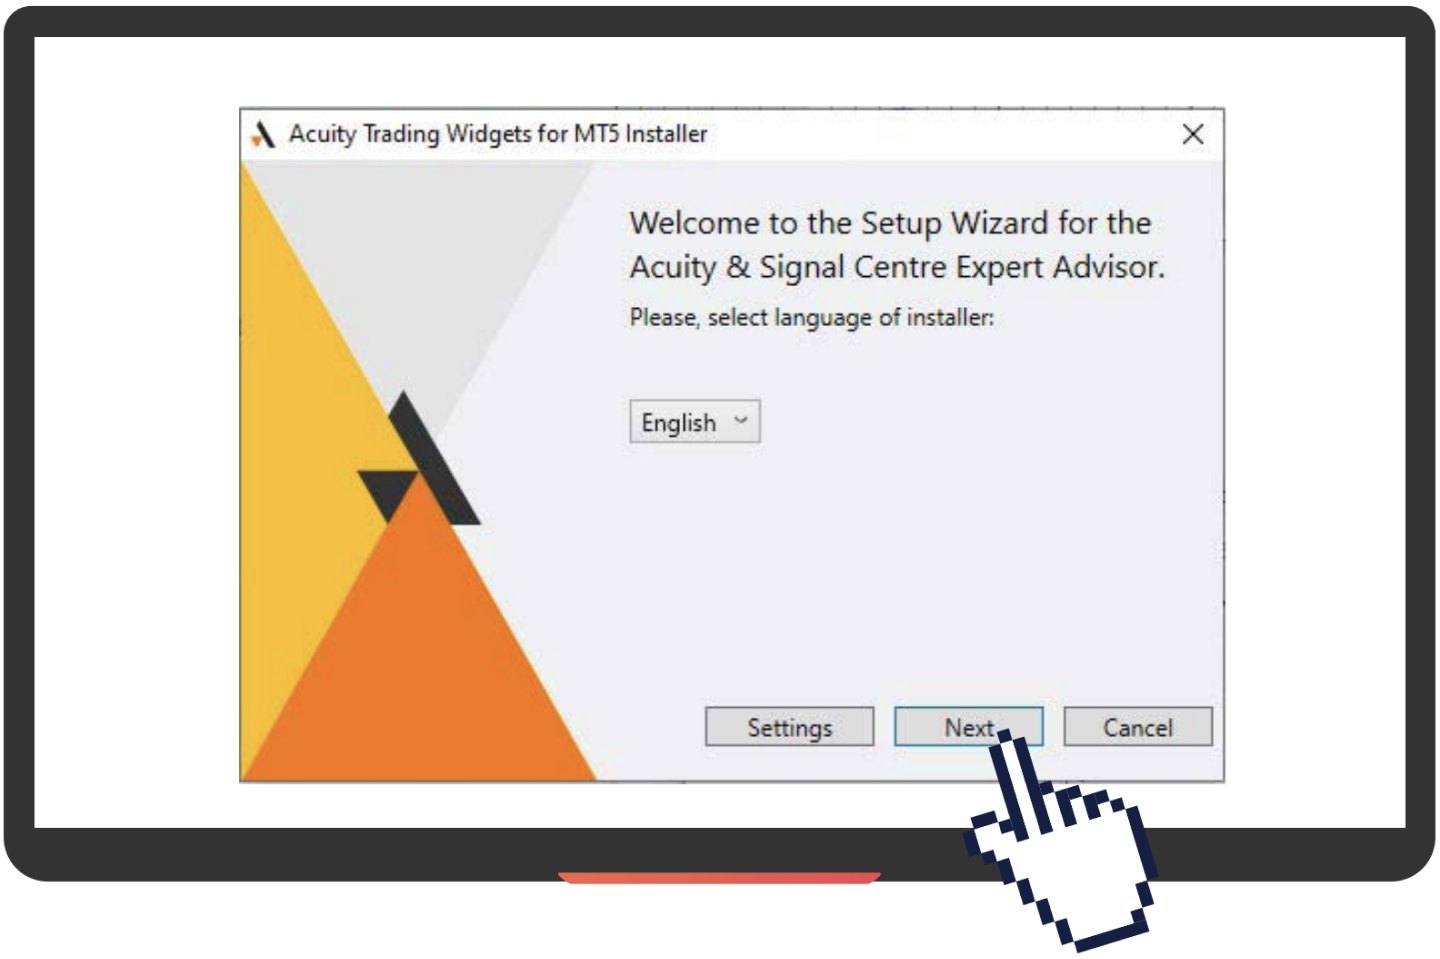 Acuity Trading Widgets for MT5 Installer
Welcome to the Setup Wizard for the
Acuity & Signal Centre Expert Advisor.
Please, select language of installer:
English
Settings
Next
Cancel